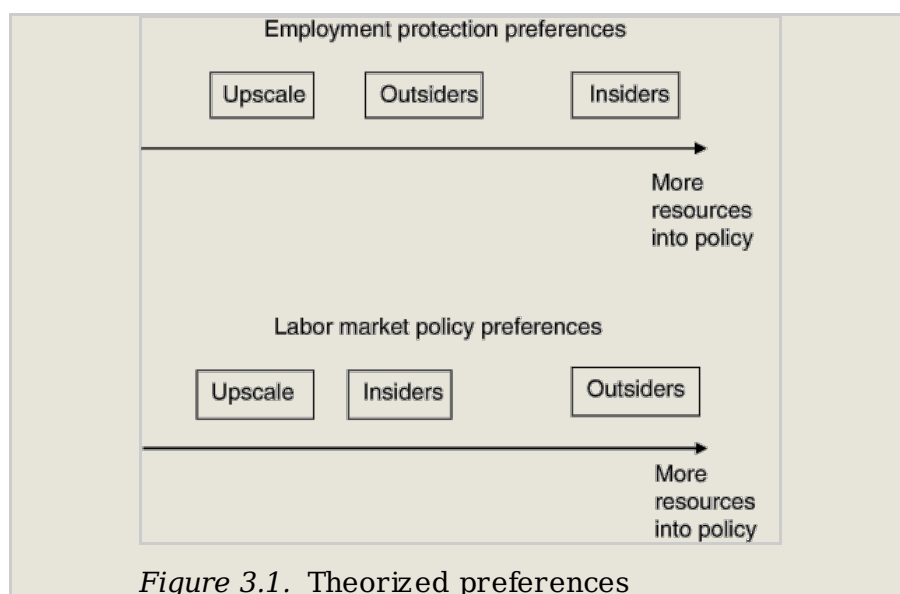 Employment protection preferences
Upscale Outsiders Insiders
More
resources
into policy
Labor market policy preferences
Upscale Insiders Outsiders
More
resources
into policy
Figure 3.1. Theorized preferences